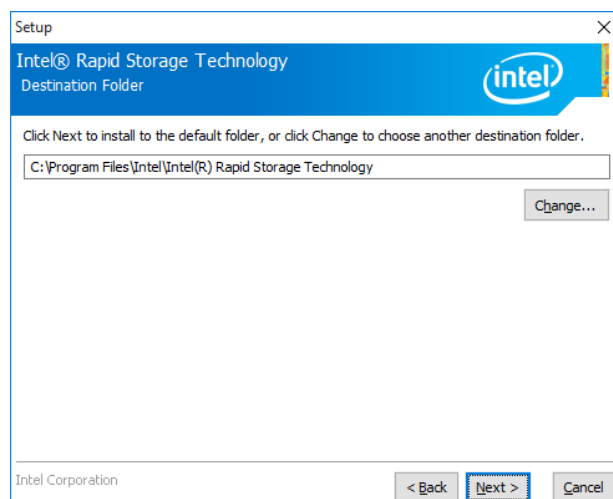 Setup
Intel® Rapid Storage Technology
Destination Folder
intel
Click Next to install to the default folder, or click Change to choose another destination folder.
C:\Program Files\Intel\Intel(R) Rapid Storage Technology
Change...
Intel Corporation
< Back Next > Cancel